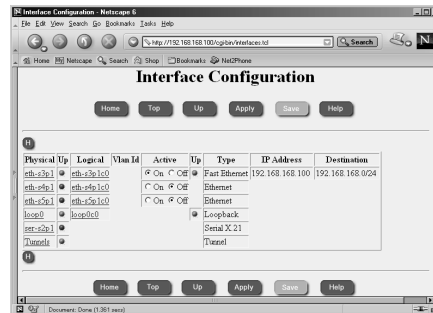 Interface Configuration - Netscape 6
File Edit View Search Go Bookmarks Tasks Help
http://192.168.168.100/cgi-bin/interfaces.tcl Search N
Home My Netscape Search Shop Bookmarks Net2Phone
Interface Configuration
Home Top Up Apply Save Help
H
Physical Up Logical Vlan Id Active Up Type IP Address Destination
eth-s3p1 eth-s3p1c0 On Off Fast Ethernet 192.168.168.100 192.168.168.0/24
eth-s4p1 eth-s4p1c0 On Off Ethernet
eth-s5p1 eth-s5p1c0 On Off Ethernet
loop0 loop0c0 Loopback
ser-s2p1 Serial X.21
Tunnels Tunnel
H
Home Top Up Apply Save Help
Document: Done (1.361 secs)